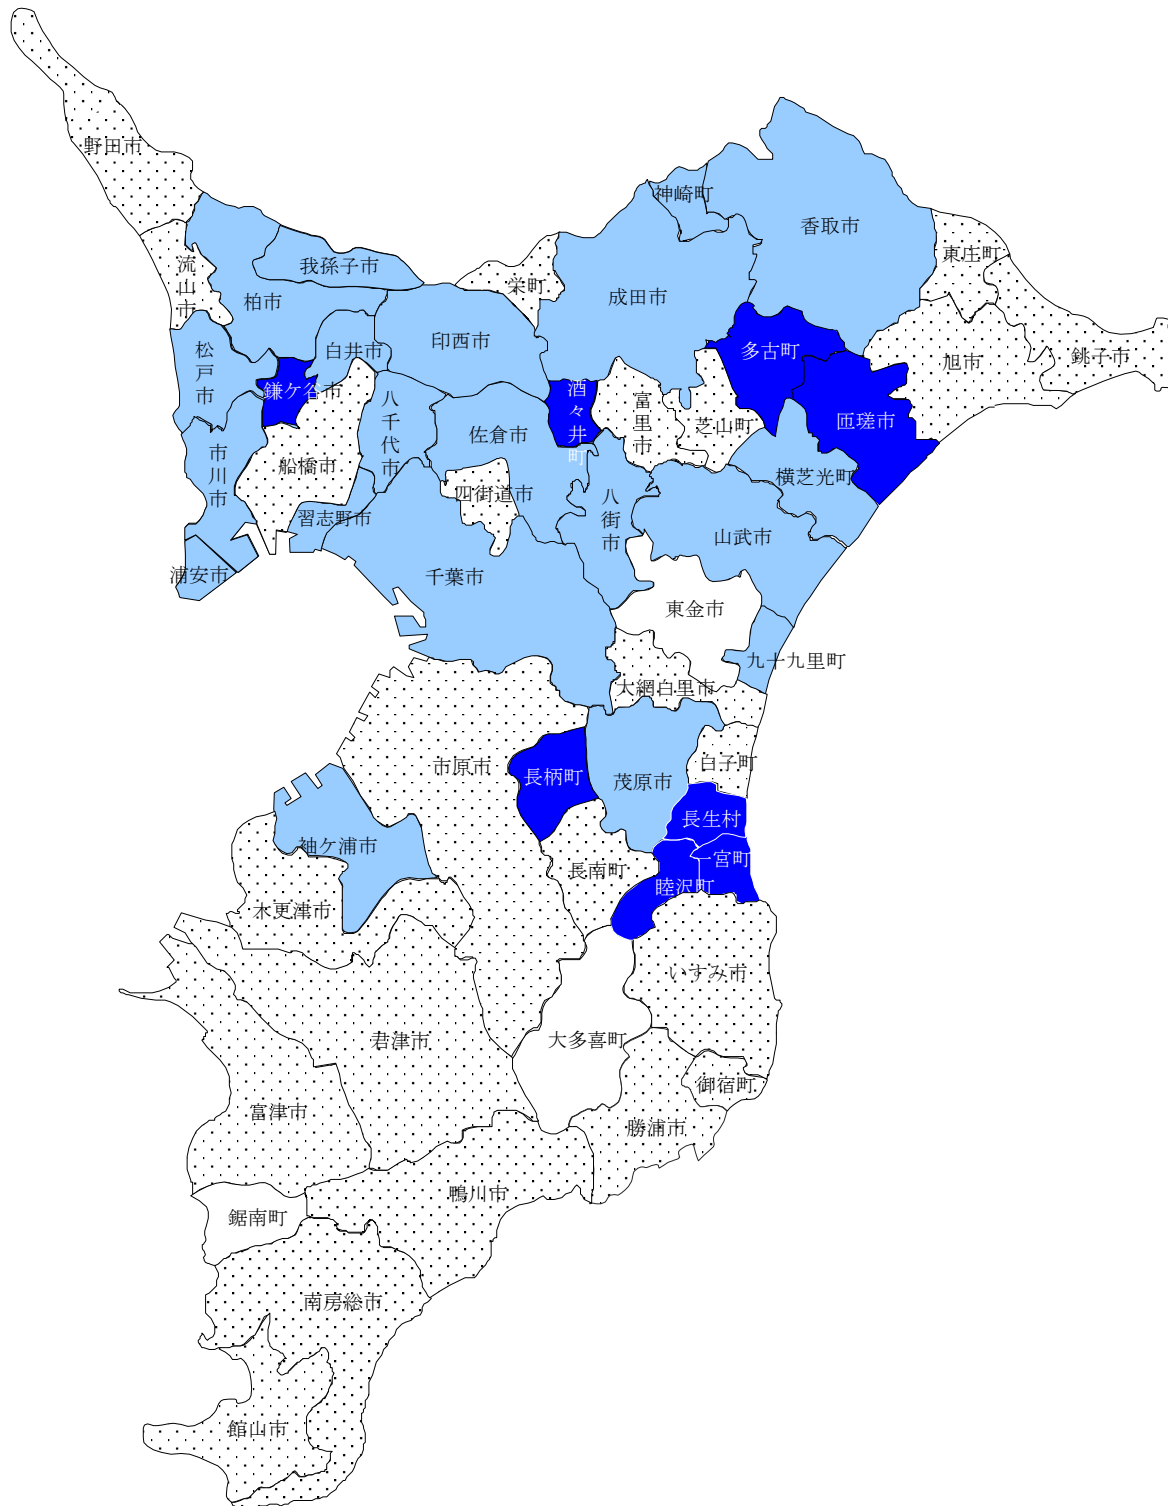 野田市
流山市
我孫子市
柏市
松戸市
鎌ケ谷市
白井市
印西市
栄町
成田市
神崎町
香取市
東庄町
銚子市
旭市
多古町
匝瑳市
酒々井町
富里市
芝山町
横芝光町
市川市
船橋市
八千代市
佐倉市
四街道市
八街市
山武市
習志野市
浦安市
千葉市
東金市
九十九里町
大網白里市
市原市
長柄町
茂原市
白子町
長生村
一宮町
睦沢町
長南町
袖ケ浦市
木更津市
いすみ市
君津市
大多喜町
御宿町
勝浦市
富津市
鴨川市
鋸南町
南房総市
館山市